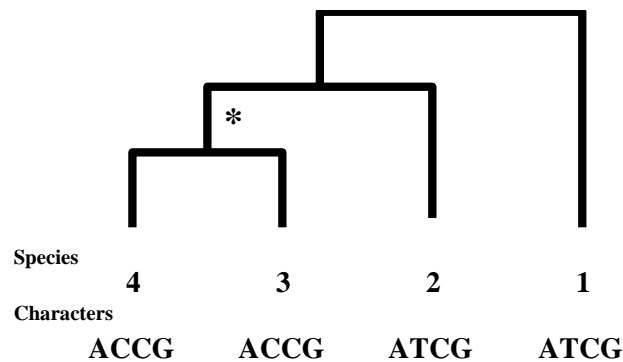 *
Species
4 3 2 1
Characters
ACCG ACCG ATCG ATCG